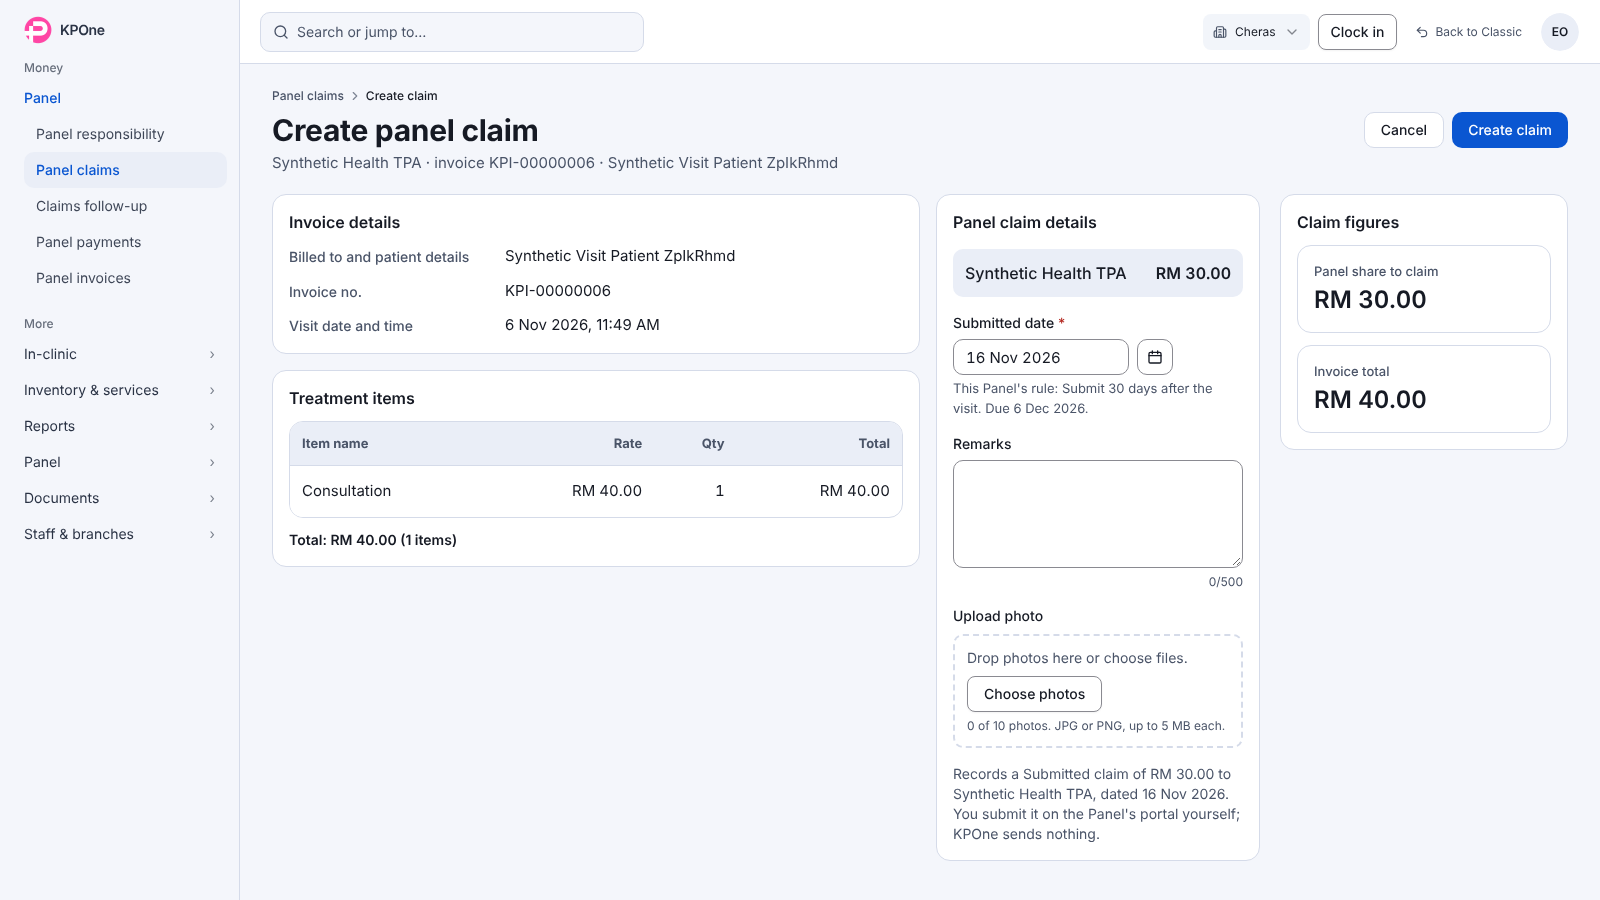 KPOne
Money
Panel
Panel responsibility
Panel claims
Claims follow-up
Panel payments
Panel invoices
More
In-clinic
Inventory & services
Reports
Panel
Documents
Staff & branches
Search or jump to...
Cheras
Clock in
Back to Classic
EO
Panel claims > Create claim
Create panel claim
Synthetic Health TPA · invoice KPI-00000006 · Synthetic Visit Patient ZplkRhmd
Cancel
Create claim
Invoice details
Billed to and patient details Synthetic Visit Patient ZplkRhmd
Invoice no. KPI-00000006
Visit date and time 6 Nov 2026, 11:49 AM
Treatment items
Item name Rate Qty Total
Consultation RM 40.00 1 RM 40.00
Total: RM 40.00 (1 items)
Panel claim details
Synthetic Health TPA RM 30.00
Submitted date *
16 Nov 2026
This Panel's rule: Submit 30 days after the
visit. Due 6 Dec 2026.
Remarks
0/500
Upload photo
Drop photos here or choose files.
Choose photos
0 of 10 photos. JPG or PNG, up to 5 MB each.
Records a Submitted claim of RM 30.00 to
Synthetic Health TPA, dated 16 Nov 2026.
You submit it on the Panel's portal yourself;
KPOne sends nothing.
Claim figures
Panel share to claim
RM 30.00
Invoice total
RM 40.00